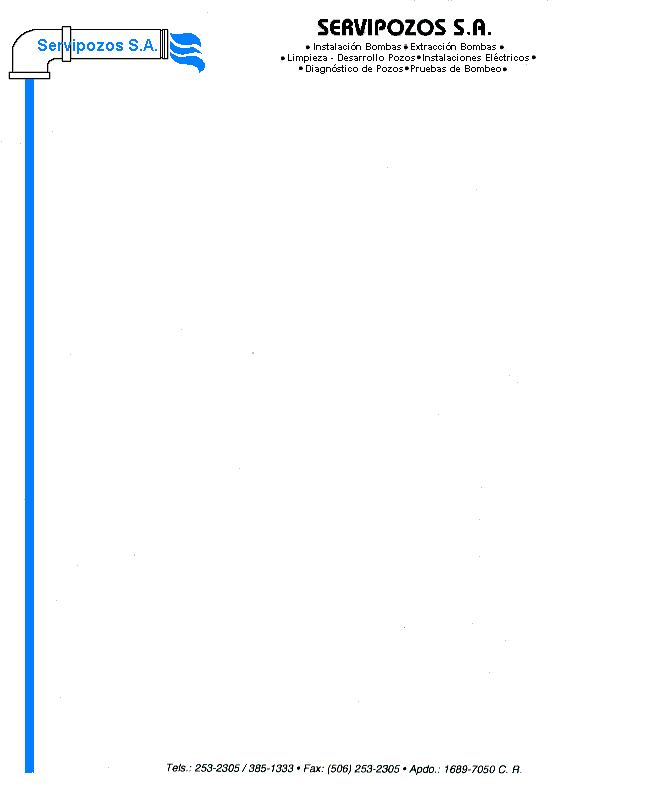 Servipozos S.A.
SERVIPOZOS S.A.
• Instalación Bombas • Extracción Bombas •
• Limpieza - Desarrollo Pozos • Instalaciones Eléctricos •
• Diagnóstico de Pozos • Pruebas de Bombeo •
Tels.: 253-2305 / 385-1333 • Fax: (506) 253-2305 • Apdo.: 1689-7050 C. R.